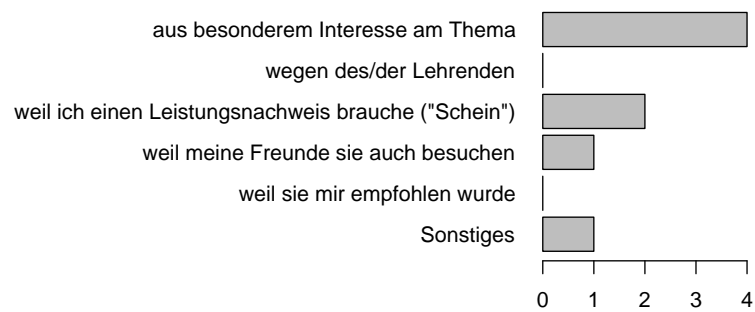 aus besonderem Interesse am Thema
wegen des/der Lehrenden
weil ich einen Leistungsnachweis brauche ("Schein")
weil meine Freunde sie auch besuchen
weil sie mir empfohlen wurde
Sonstiges
0 1 2 3 4